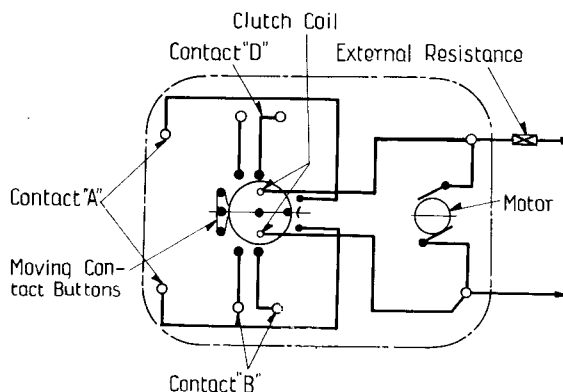 Clutch Coil
Contact"D"
External Resistance
Contact"A"
Motor
Moving Con-
tact Buttons
Contact"B"